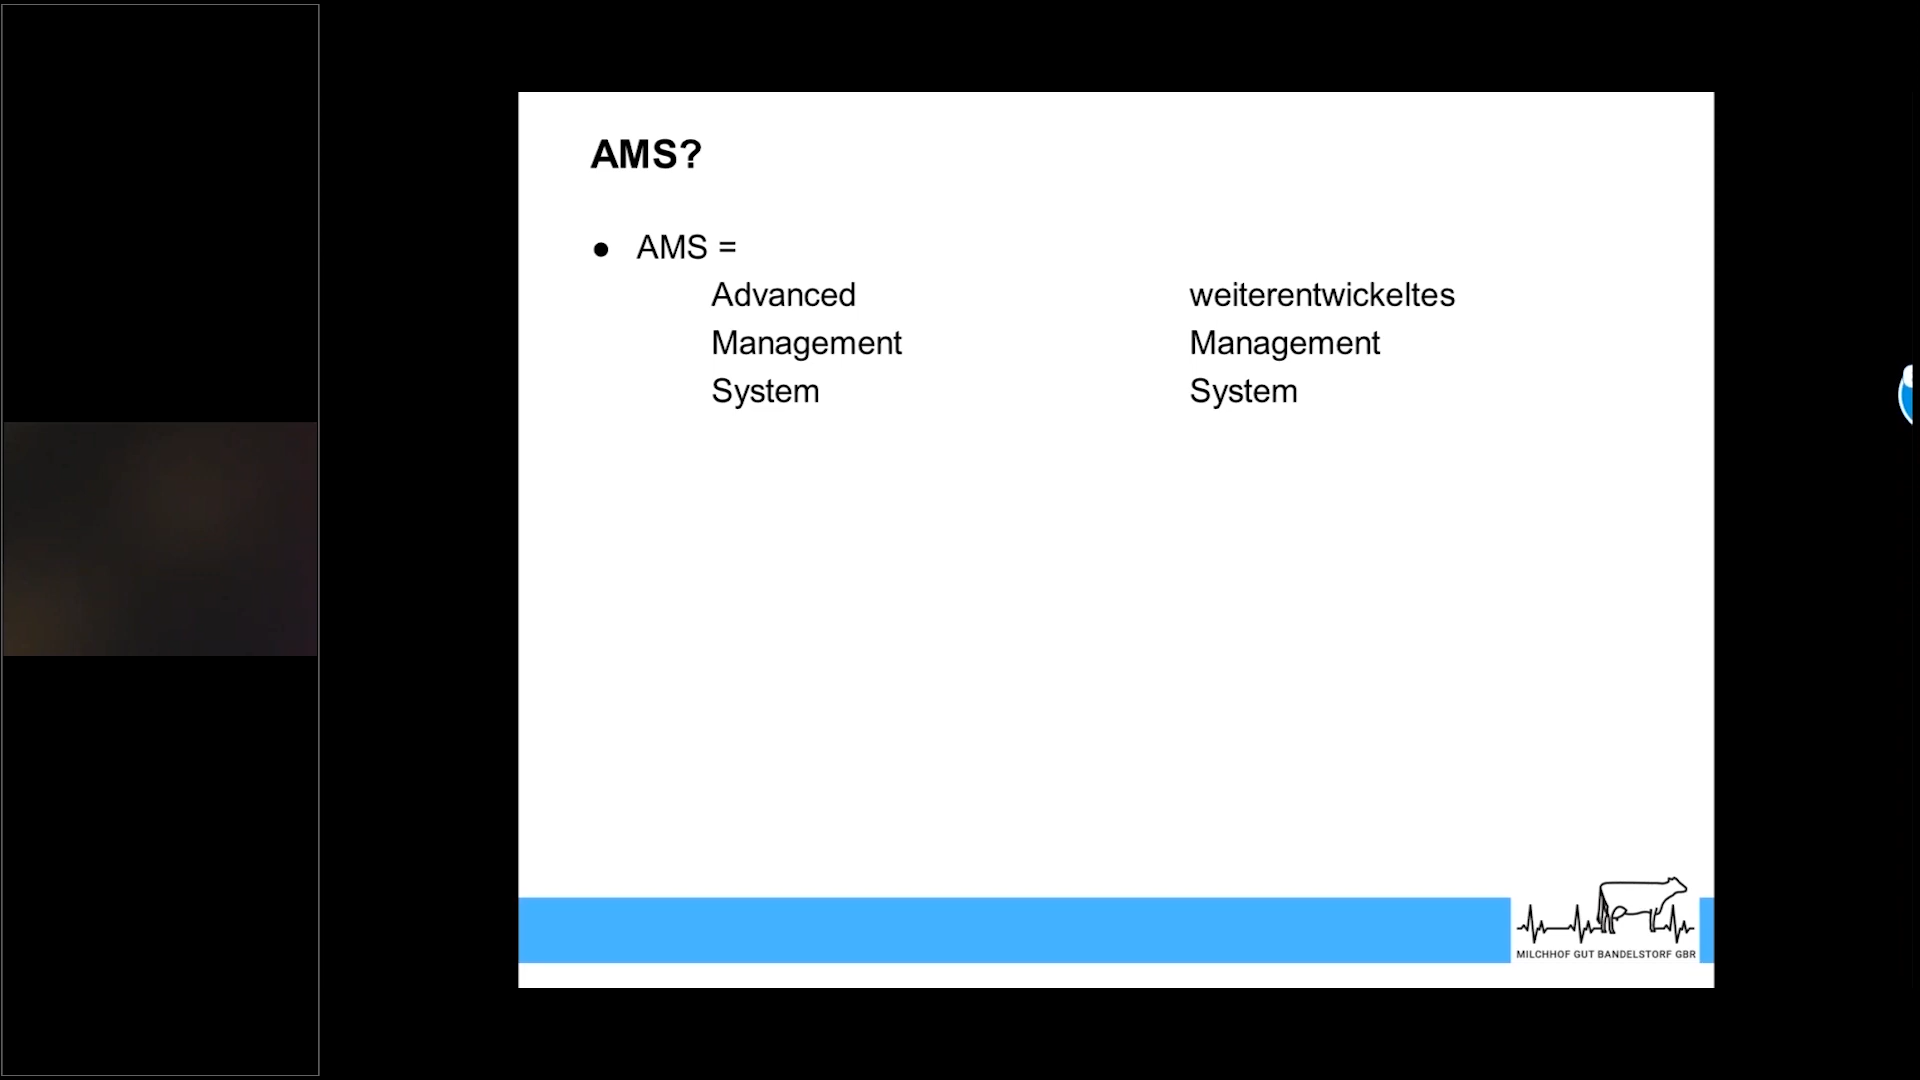 AMS?
● AMS =
Advanced weiterentwickeltes
Management Management
System System
MILCHHOF GUT BANDELSTORF GBR